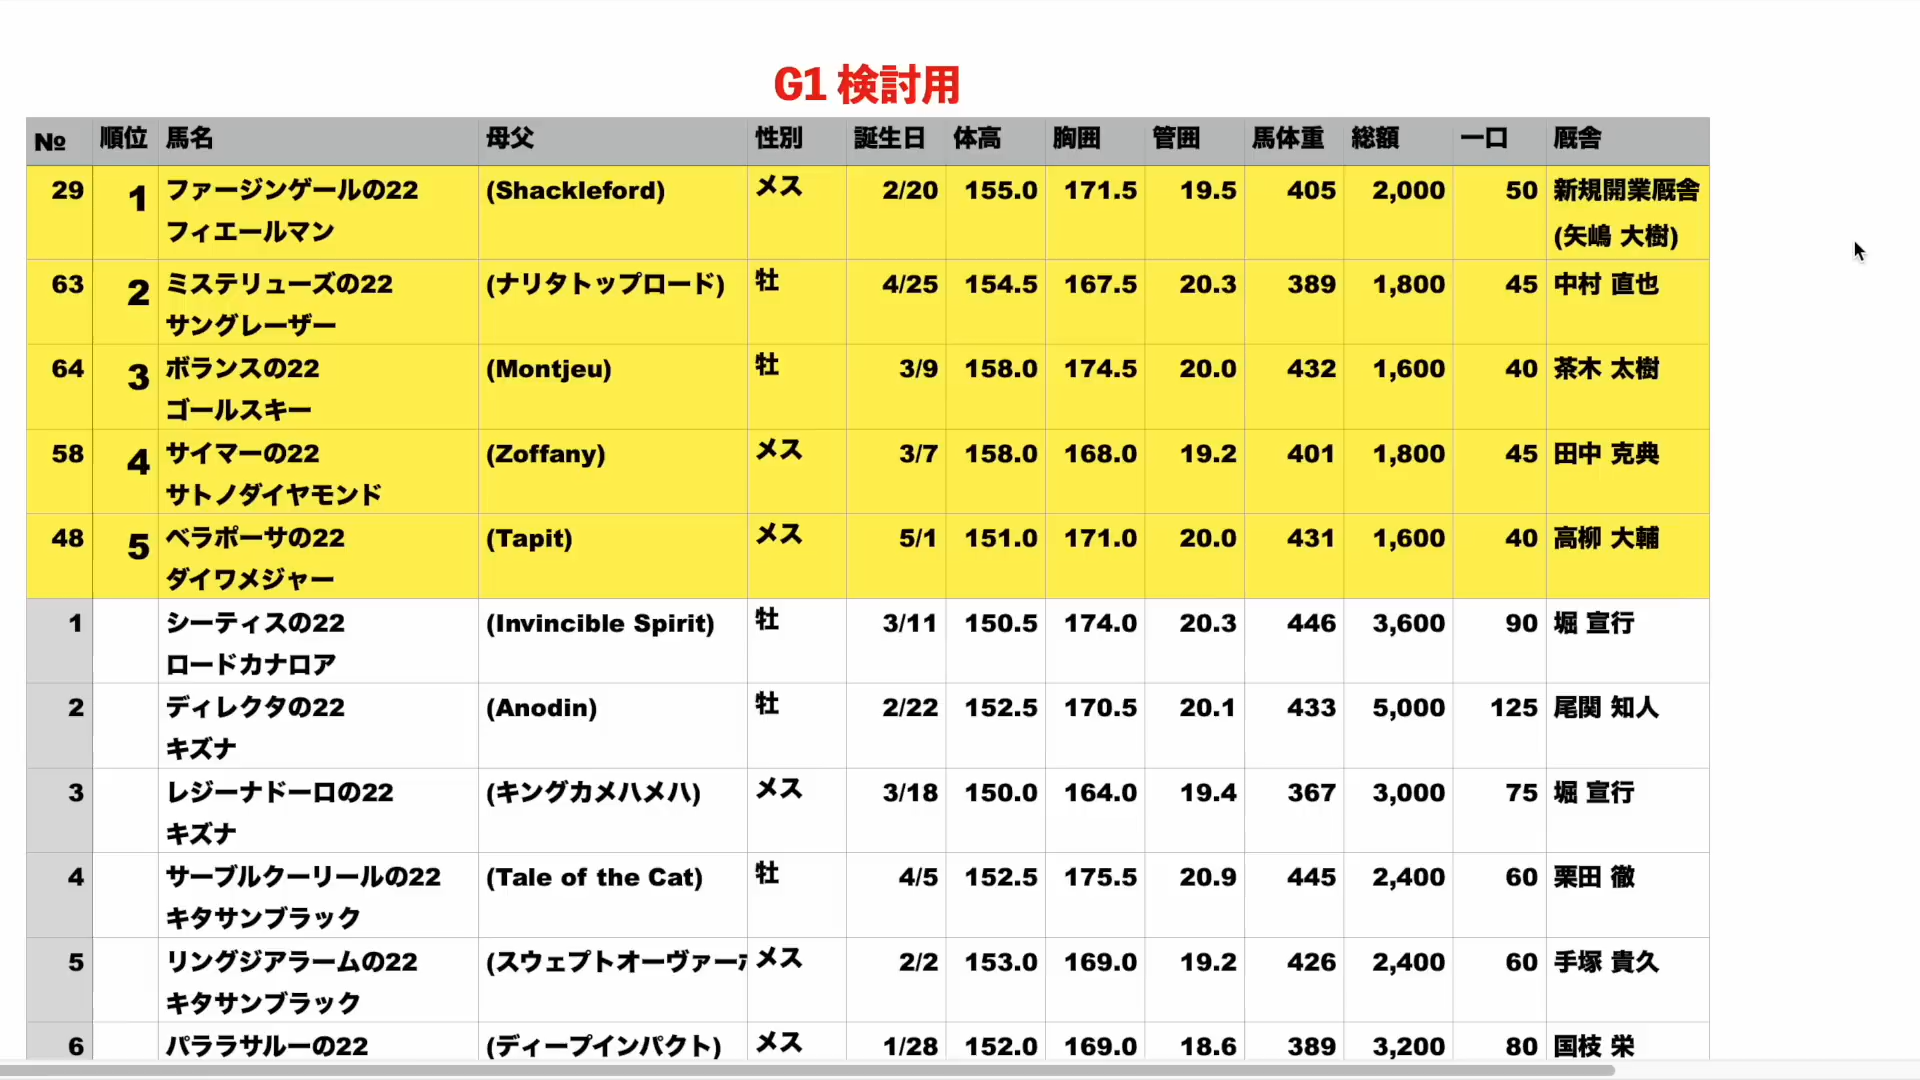 G1 検討用
№ 順位 馬名 母父 性別 誕生日 体高 胸囲 管囲 馬体重 総額 一口 厩舎
29 1 ファージンゲールの22 (Shackleford) メス 2/20 155.0 171.5 19.5 405 2,000 50 新規開業厩舎
フィエールマン (矢嶋 大樹)
63 2 ミステリューズの22 (ナリタトップロード) 牡 4/25 154.5 167.5 20.3 389 1,800 45 中村 直也
サングレーザー
64 3 ボランスの22 (Montjeu) 牡 3/9 158.0 174.5 20.0 432 1,600 40 茶木 太樹
ゴールスキー
58 4 サイマーの22 (Zoffany) メス 3/7 158.0 168.0 19.2 401 1,800 45 田中 克典
サトノダイヤモンド
48 5 ベラポーサの22 (Tapit) メス 5/1 151.0 171.0 20.0 431 1,600 40 高柳 大輔
ダイワメジャー
1 シーティスの22 (Invincible Spirit) 牡 3/11 150.5 174.0 20.3 446 3,600 90 堀 宣行
ロードカナロア
2 ディレクタの22 (Anodin) 牡 2/22 152.5 170.5 20.1 433 5,000 125 尾関 知人
キズナ
3 レジーナドーロの22 (キングカメハメハ) メス 3/18 150.0 164.0 19.4 367 3,000 75 堀 宣行
キズナ
4 サーブルクーリールの22 (Tale of the Cat) 牡 4/5 152.5 175.5 20.9 445 2,400 60 栗田 徹
キタサンブラック
5 リングジアラームの22 (スウェプトオーヴァー メス 2/2 153.0 169.0 19.2 426 2,400 60 手塚 貴久
キタサンブラック
6 パララサルーの22 (ディープインパクト) メス 1/28 152.0 169.0 18.6 389 3,200 80 国枝 栄